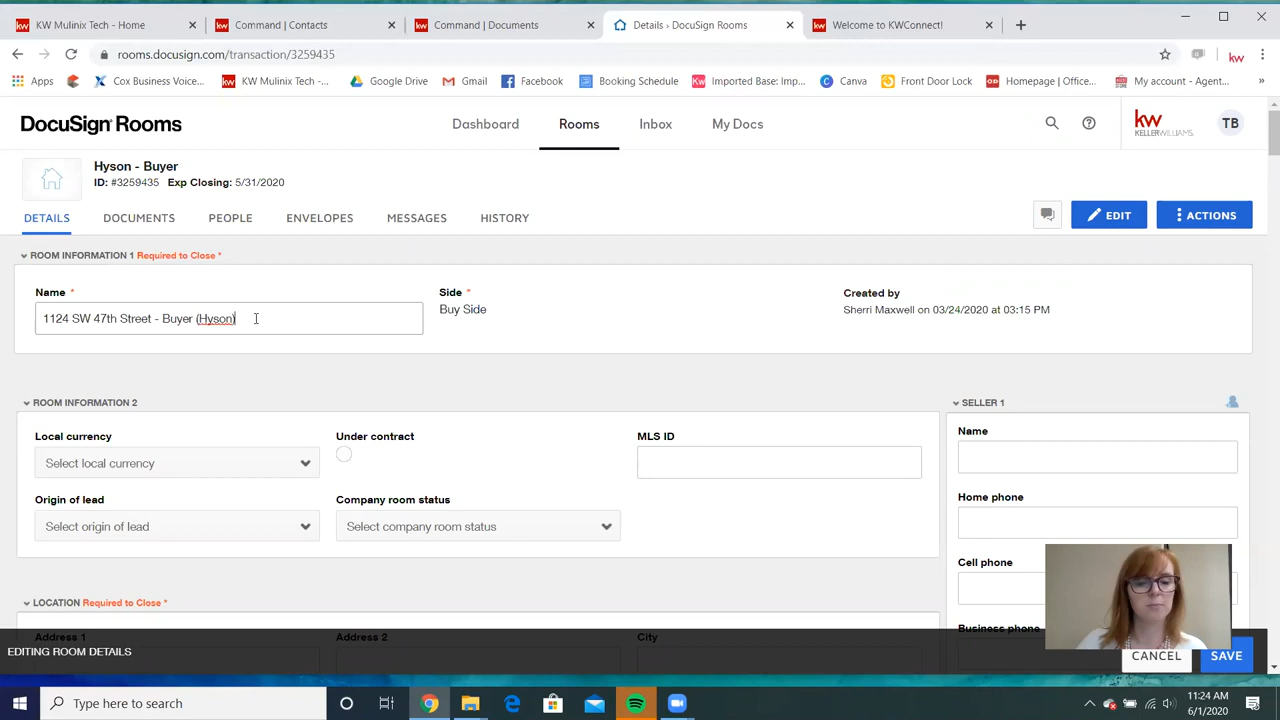 KW Mulinix Tech - Home
Command | Contacts
Command | Documents
Details › DocuSign Rooms
Welcome to KWConnect!
rooms.docusign.com/transaction/3259435
Apps
Cox Business Voice...
KW Mulinix Tech -...
Google Drive
Gmail
Facebook
Booking Schedule
Imported Base: Imp...
Canva
Front Door Lock
Homepage | Office...
My account - Agent...
DocuSign Rooms
Dashboard
Rooms
Inbox
My Docs
kw
KELLERWILLIAMS.
TB
Hyson - Buyer
ID: #3259435 Exp Closing: 5/31/2020
DETAILS
DOCUMENTS
PEOPLE
ENVELOPES
MESSAGES
HISTORY
EDIT
ACTIONS
ROOM INFORMATION 1 Required to Close *
Name *
1124 SW 47th Street - Buyer (Hyson)
Side *
Buy Side
Created by
Sherri Maxwell on 03/24/2020 at 03:15 PM
ROOM INFORMATION 2
Local currency
Select local currency
Under contract
MLS ID
Origin of lead
Select origin of lead
Company room status
Select company room status
SELLER 1
Name
Home phone
Cell phone
Business phone
LOCATION Required to Close *
Address 1
Address 2
City
EDITING ROOM DETAILS
CANCEL
SAVE
Type here to search
11:24 AM
6/1/2020